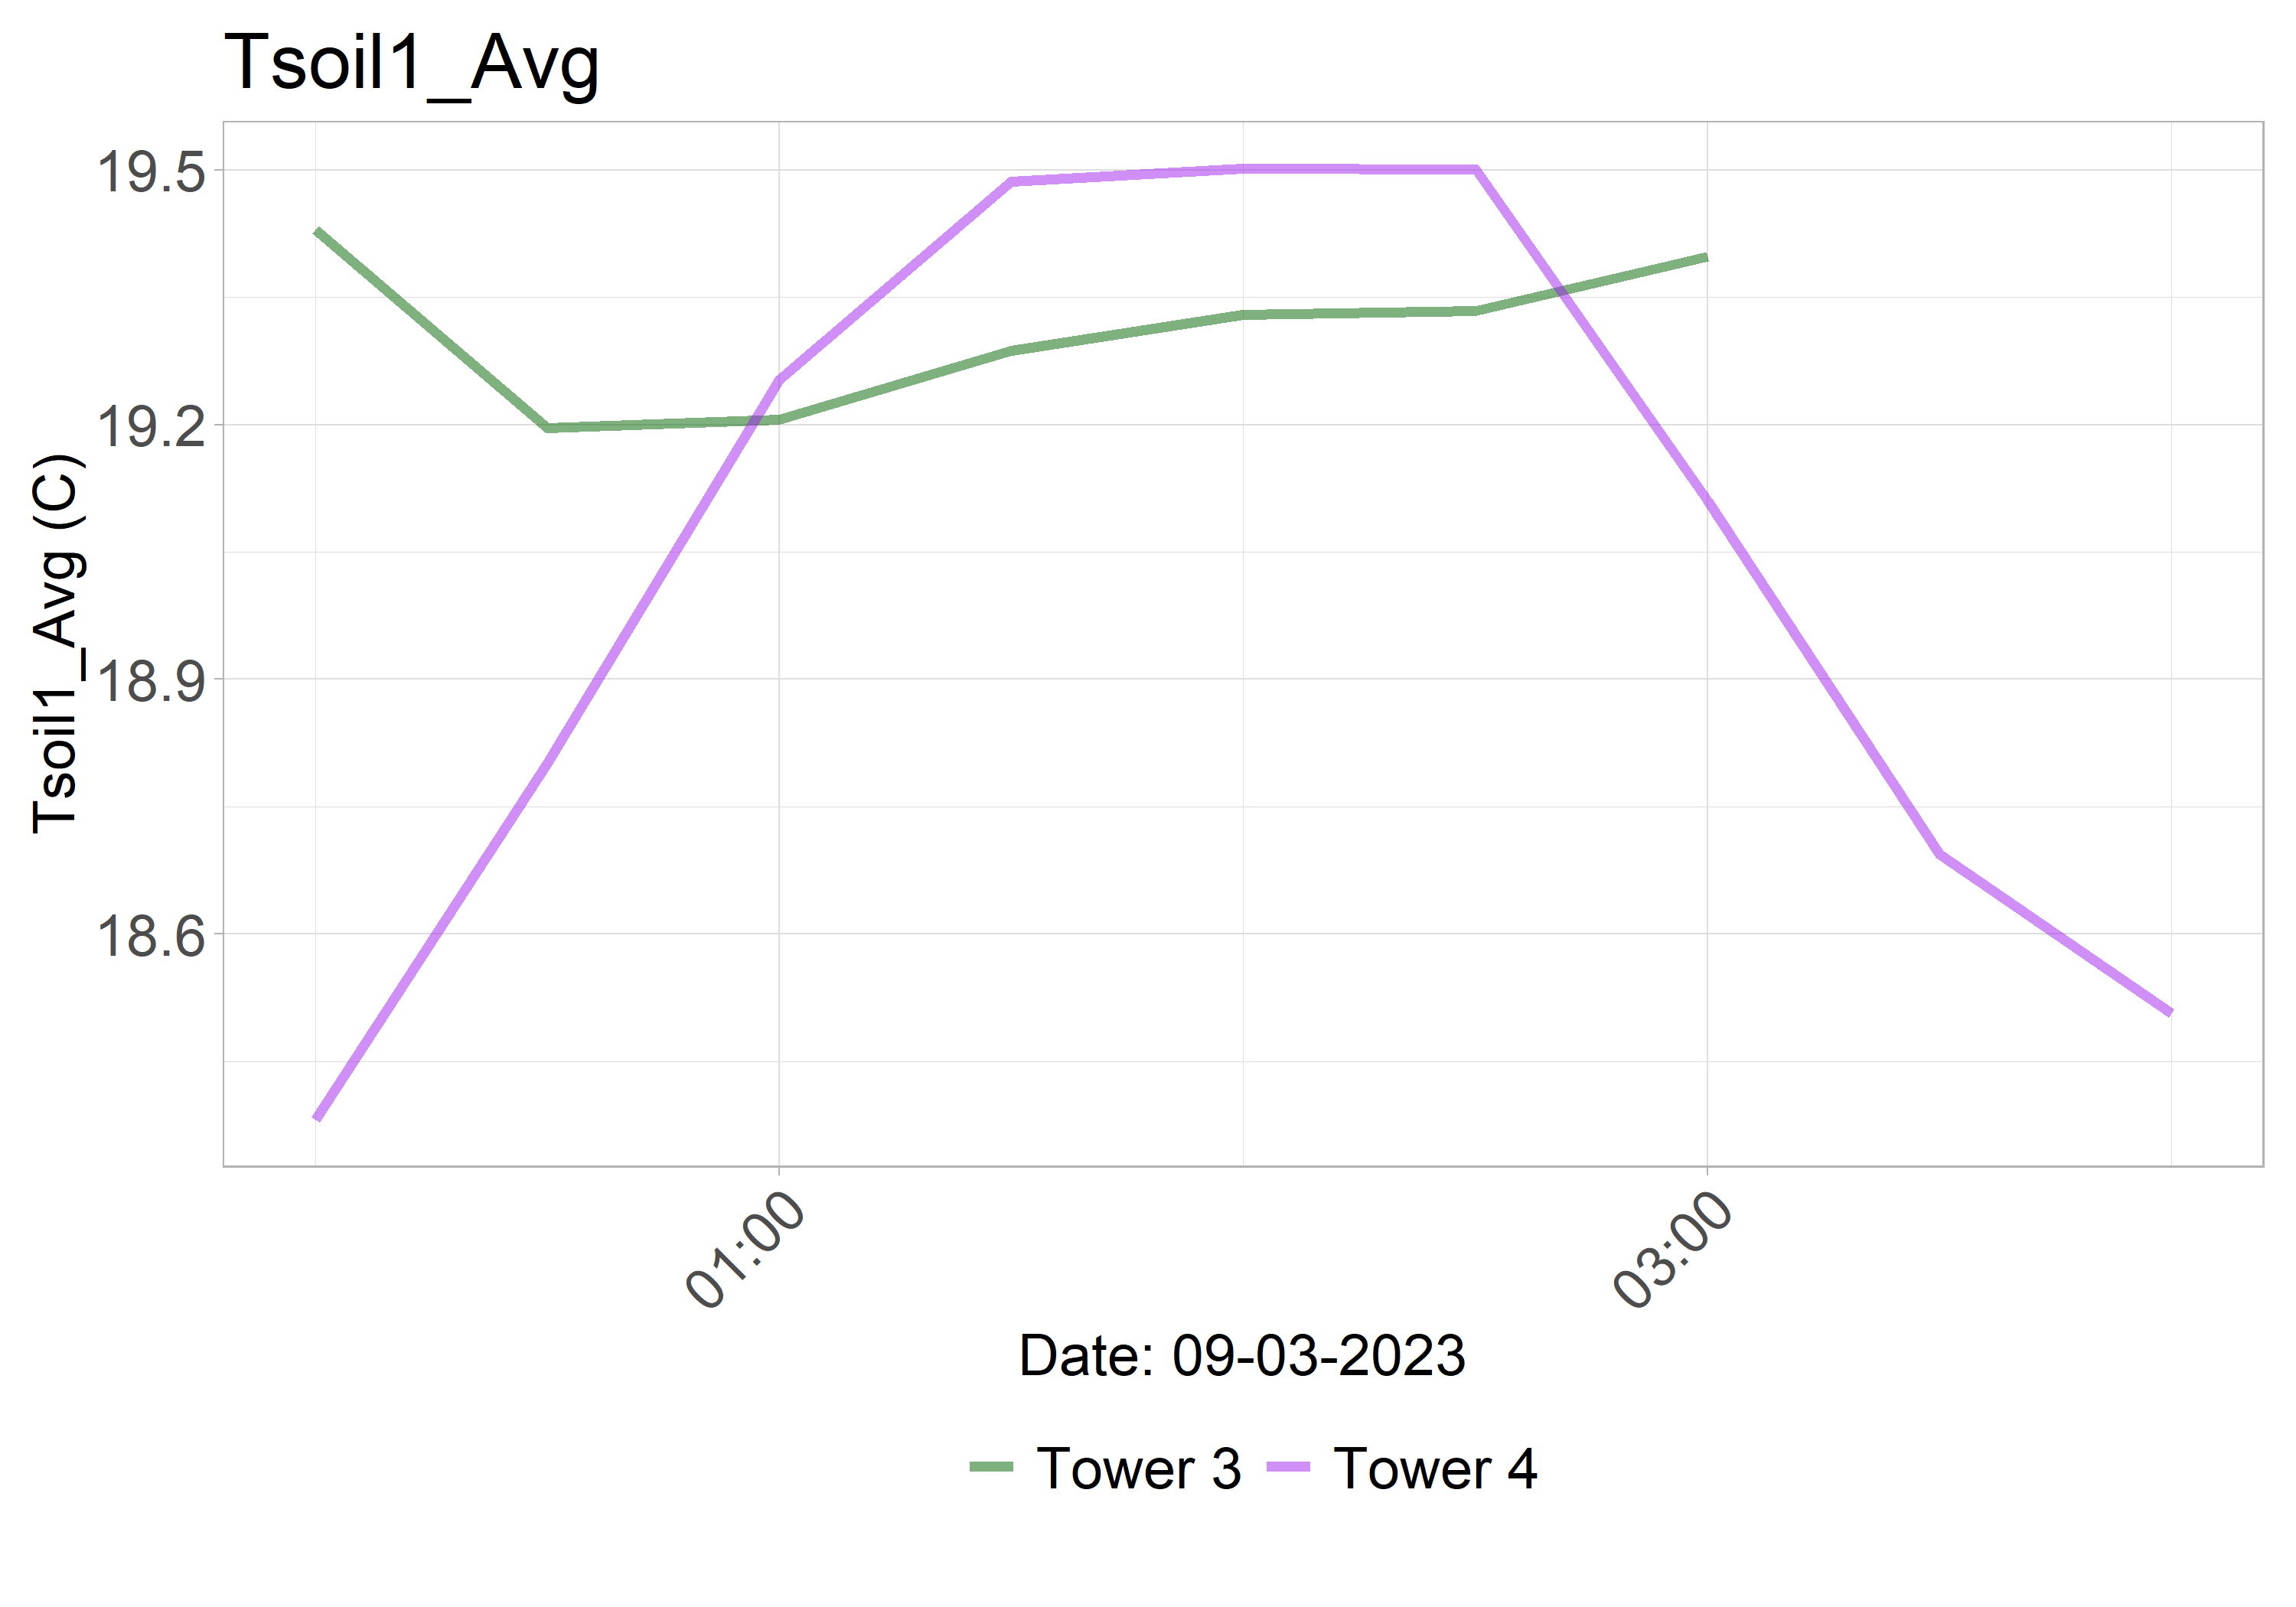 Tsoil1_Avg
Tsoil1_Avg (C)
19.5
19.2
18.9
18.6
01:00
03:00
Date: 09-03-2023
Tower 3
Tower 4